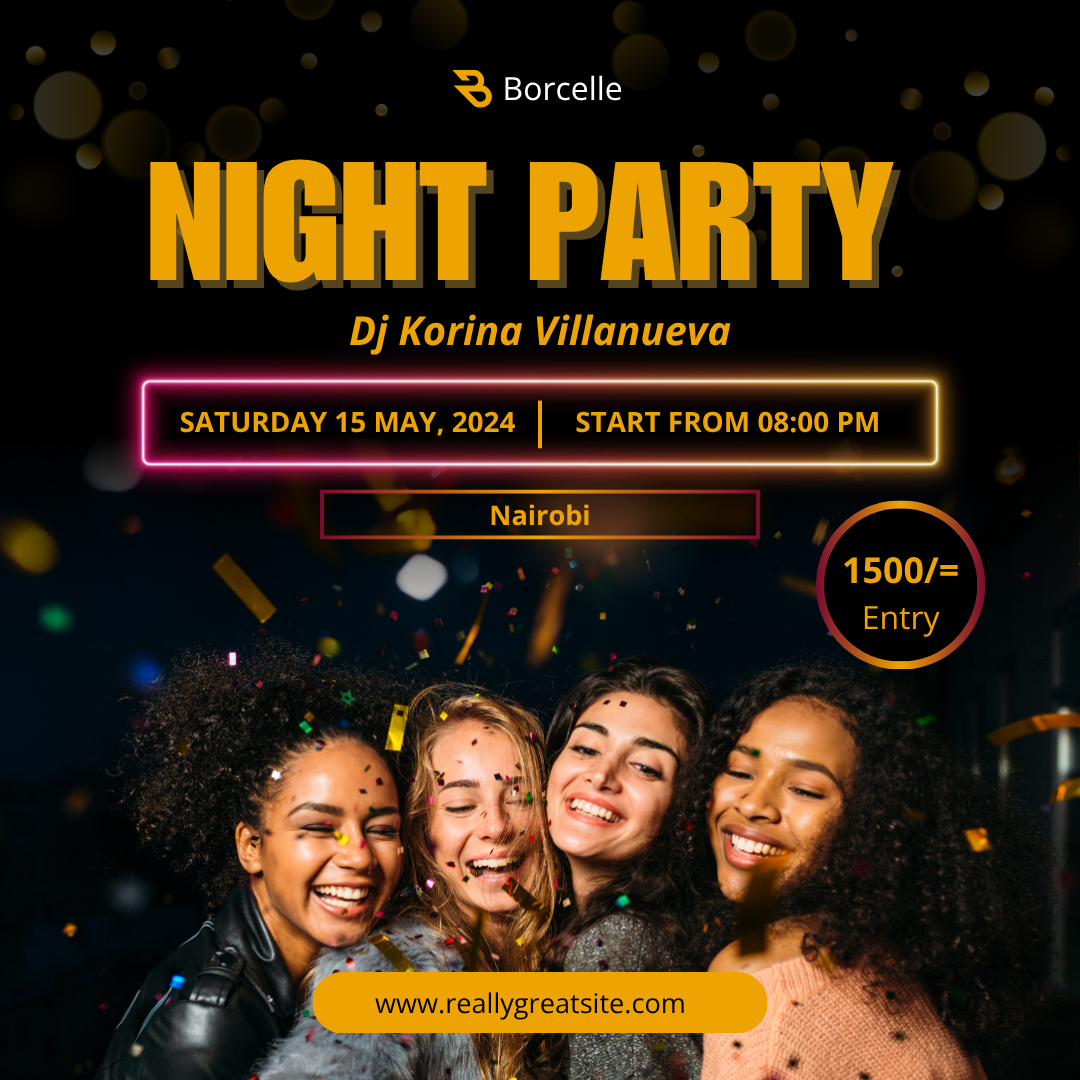 Borcelle
NIGHT PARTY
Dj Korina Villanueva
SATURDAY 15 MAY, 2024 | START FROM 08:00 PM
Nairobi
1500/=
Entry
www.reallygreatsite.com